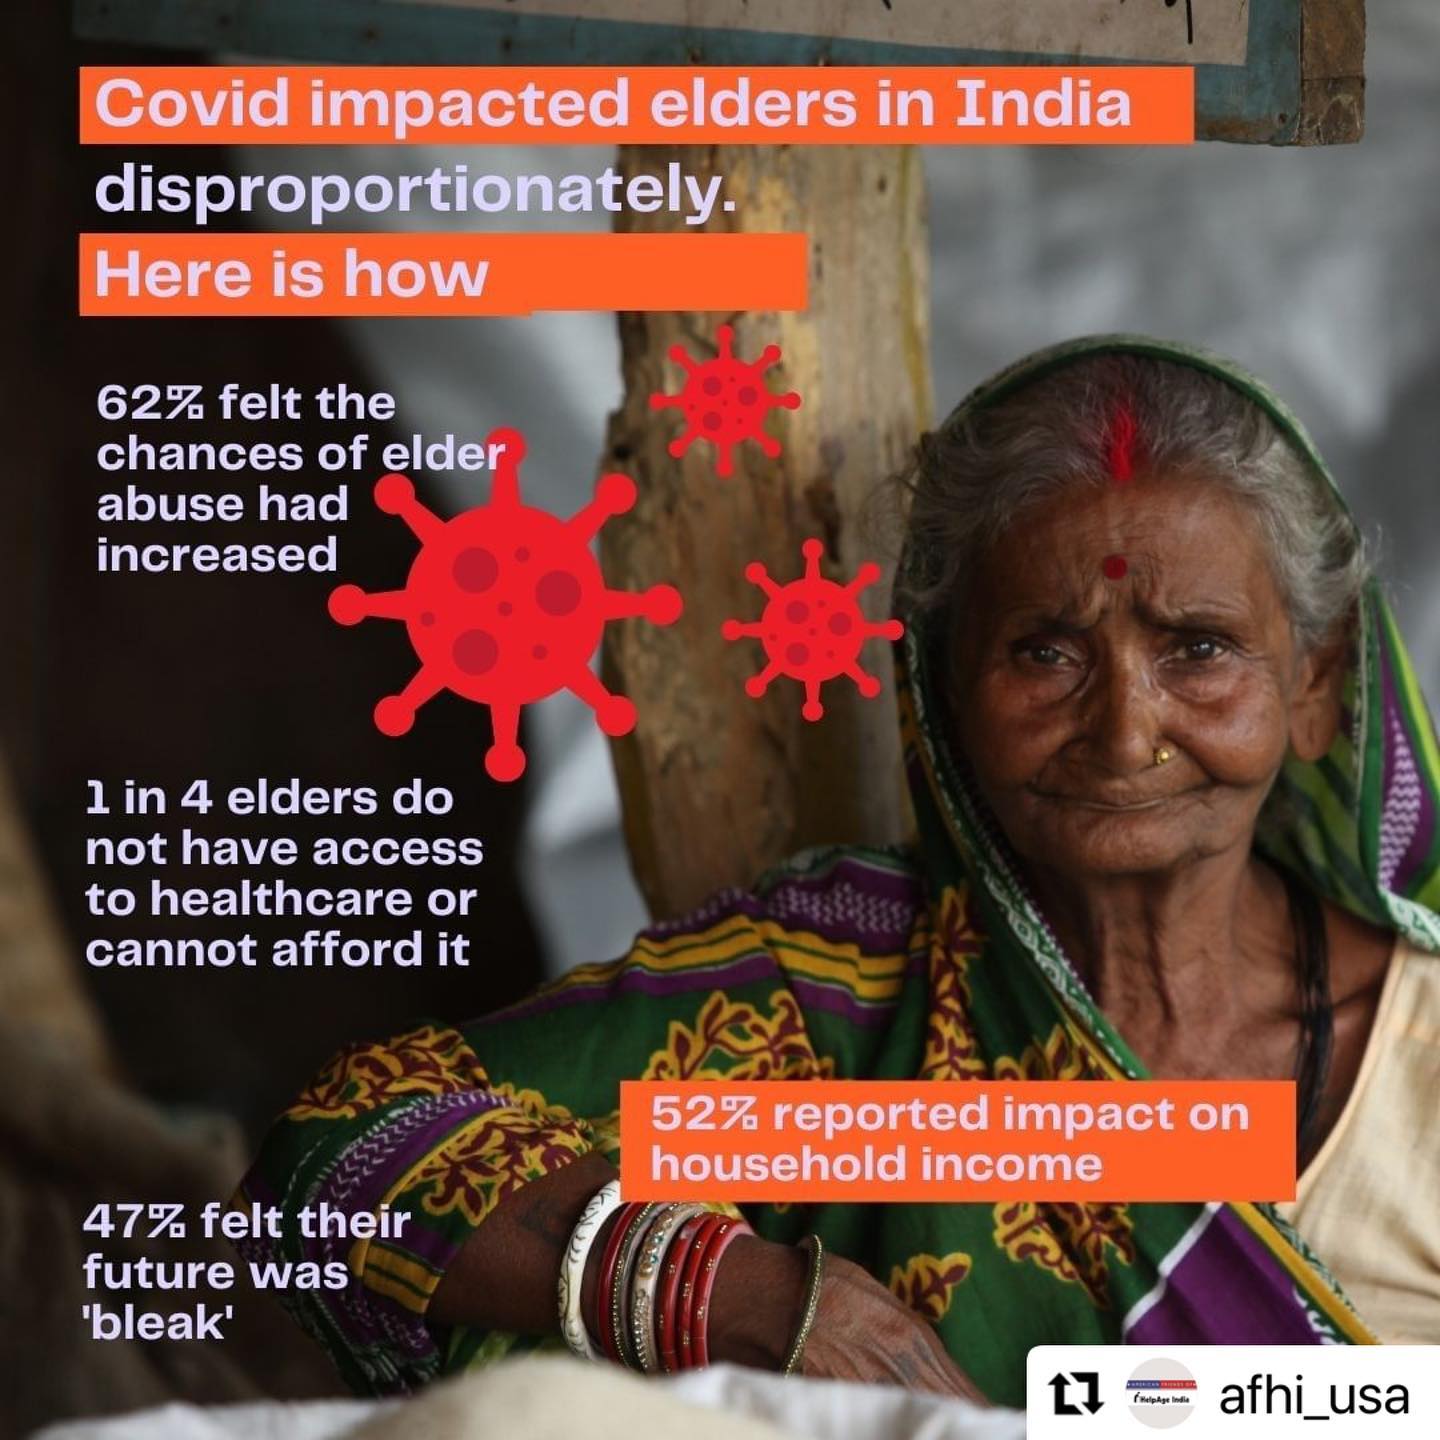 Covid impacted elders in India
disproportionately.
Here is how
62% felt the
chances of elder
abuse had
increased
1 in 4 elders do
not have access
to healthcare or
cannot afford it
52% reported impact on
household income
47% felt their
future was
'bleak'
AMERICAN FRIENDS OF
HelpAge India
afhi_usa